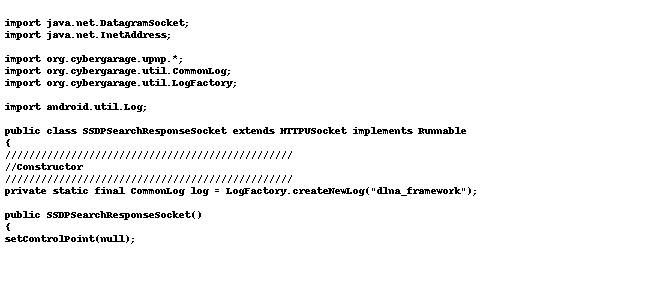 import java.net.DatagramSocket;
import java.net.InetAddress;
import org.cybergarage.upnp.*;
import org.cybergarage.util.CommonLog;
import org.cybergarage.util.LogFactory;
import android.util.Log;
public class SSDPSearchResponseSocket extends HTTPUSocket implements Runnable
{
////////////////////////////////////////////////
//Constructor
////////////////////////////////////////////////
private static final CommonLog log = LogFactory.createNewLog("dlna_framework");
public SSDPSearchResponseSocket()
{
setControlPoint(null);